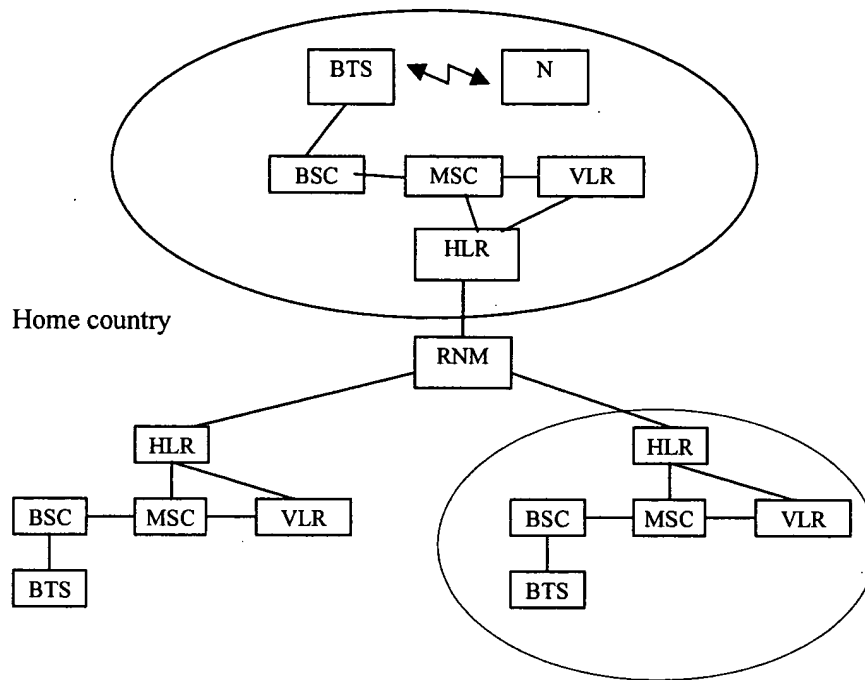 BTS N
BSC MSC VLR
HLR
Home country
RNM
HLR HLR
BSC MSC VLR BSC MSC VLR
BTS BTS